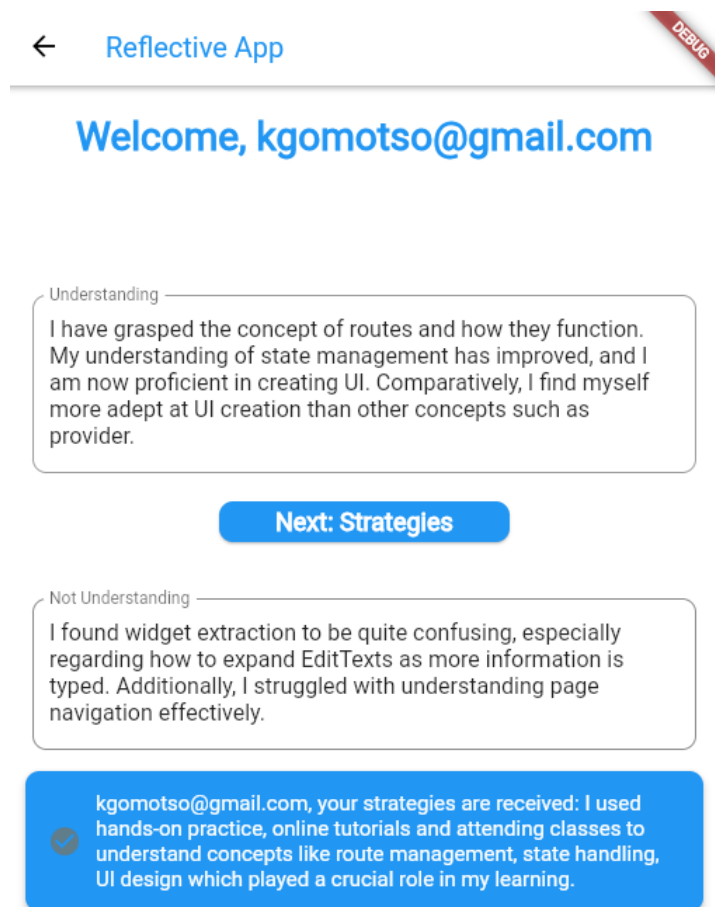 Reflective App
DEBUG
Welcome, kgomotso@gmail.com
Understanding
I have grasped the concept of routes and how they function.
My understanding of state management has improved, and I
am now proficient in creating UI. Comparatively, I find myself
more adept at UI creation than other concepts such as
provider.
Next: Strategies
Not Understanding
I found widget extraction to be quite confusing, especially
regarding how to expand EditTexts as more information is
typed. Additionally, I struggled with understanding page
navigation effectively.
kgomotso@gmail.com, your strategies are received: I used
hands-on practice, online tutorials and attending classes to
understand concepts like route management, state handling,
UI design which played a crucial role in my learning.